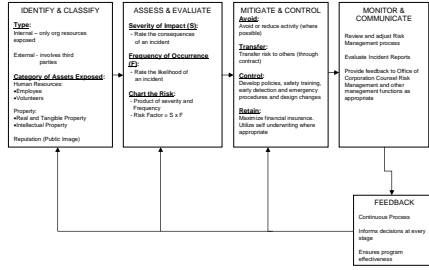 IDENTIFY & CLASSIFY
Type:
Internal – only org resources
exposed
External – involves third
parties
Category of Assets Exposed:
Human Resources:
•Employee
•Volunteers
Property:
•Real and Tangible Property
•Intellectual Property
Reputation (Public Image)
ASSESS & EVALUATE
Severity of Impact (S):
- Rate the consequences
of an incident
Frequency of Occurrence
(F):
- Rate the likelihood of
an incident
Chart the Risk:
- Product of severity and
Frequency
- Risk Factor = S x F
MITIGATE & CONTROL
Avoid:
Avoid or reduce activity (where
possible)
Transfer:
Transfer risk to others (through
contract)
Control:
Develop policies, safety training,
early detection and emergency
procedures and design changes
Retain:
Maximize financial insurance.
Utilize self underwriting where
appropriate
MONITOR &
COMMUNICATE
Review and adjust Risk
Management process
Evaluate Incident Reports
Provide feedback to Office of
Corporation Counsel Risk
Management and other
management functions as
appropriate
FEEDBACK
Continuous Process
Informs decisions at every
stage
Ensures program
effectiveness